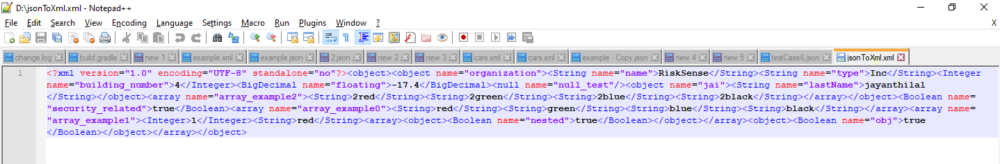 D:\jsonToXml.xml - Notepad++
File Edit Search View Encoding Language Settings Macro Run Plugins Window ? X
change.log build.gradle new 1 example.xml example.json 2.json new 2 new 3 cars.xml cars.xml example - Copy.json new 4 new 5 testCase6.json jsonToXml.xml
1 <?xml version="1.0" encoding="UTF-8" standalone="no"?><object><object name="organization"><String name="name">RiskSense</String><String name="type">Inc</String><Integer
name="building_number">4</Integer><BigDecimal name="floating">-17.4</BigDecimal><null name="null_test"/><object name="jai"><String name="lastName">jayanthilal
</String></object><array name="array_example2"><String>2red</String><String>2green</String><String>2blue</String><String>2black</String></array></object><Boolean name=
"security_related">true</Boolean><array name="array_example0"><String>red</String><String>green</String><String>blue</String><String>black</String></array><array name=
"array_example1"><Integer>1</Integer><String>red</String><array><object><Boolean name="nested">true</Boolean></object></array><object><Boolean name="obj">true
</Boolean></object></array></object>